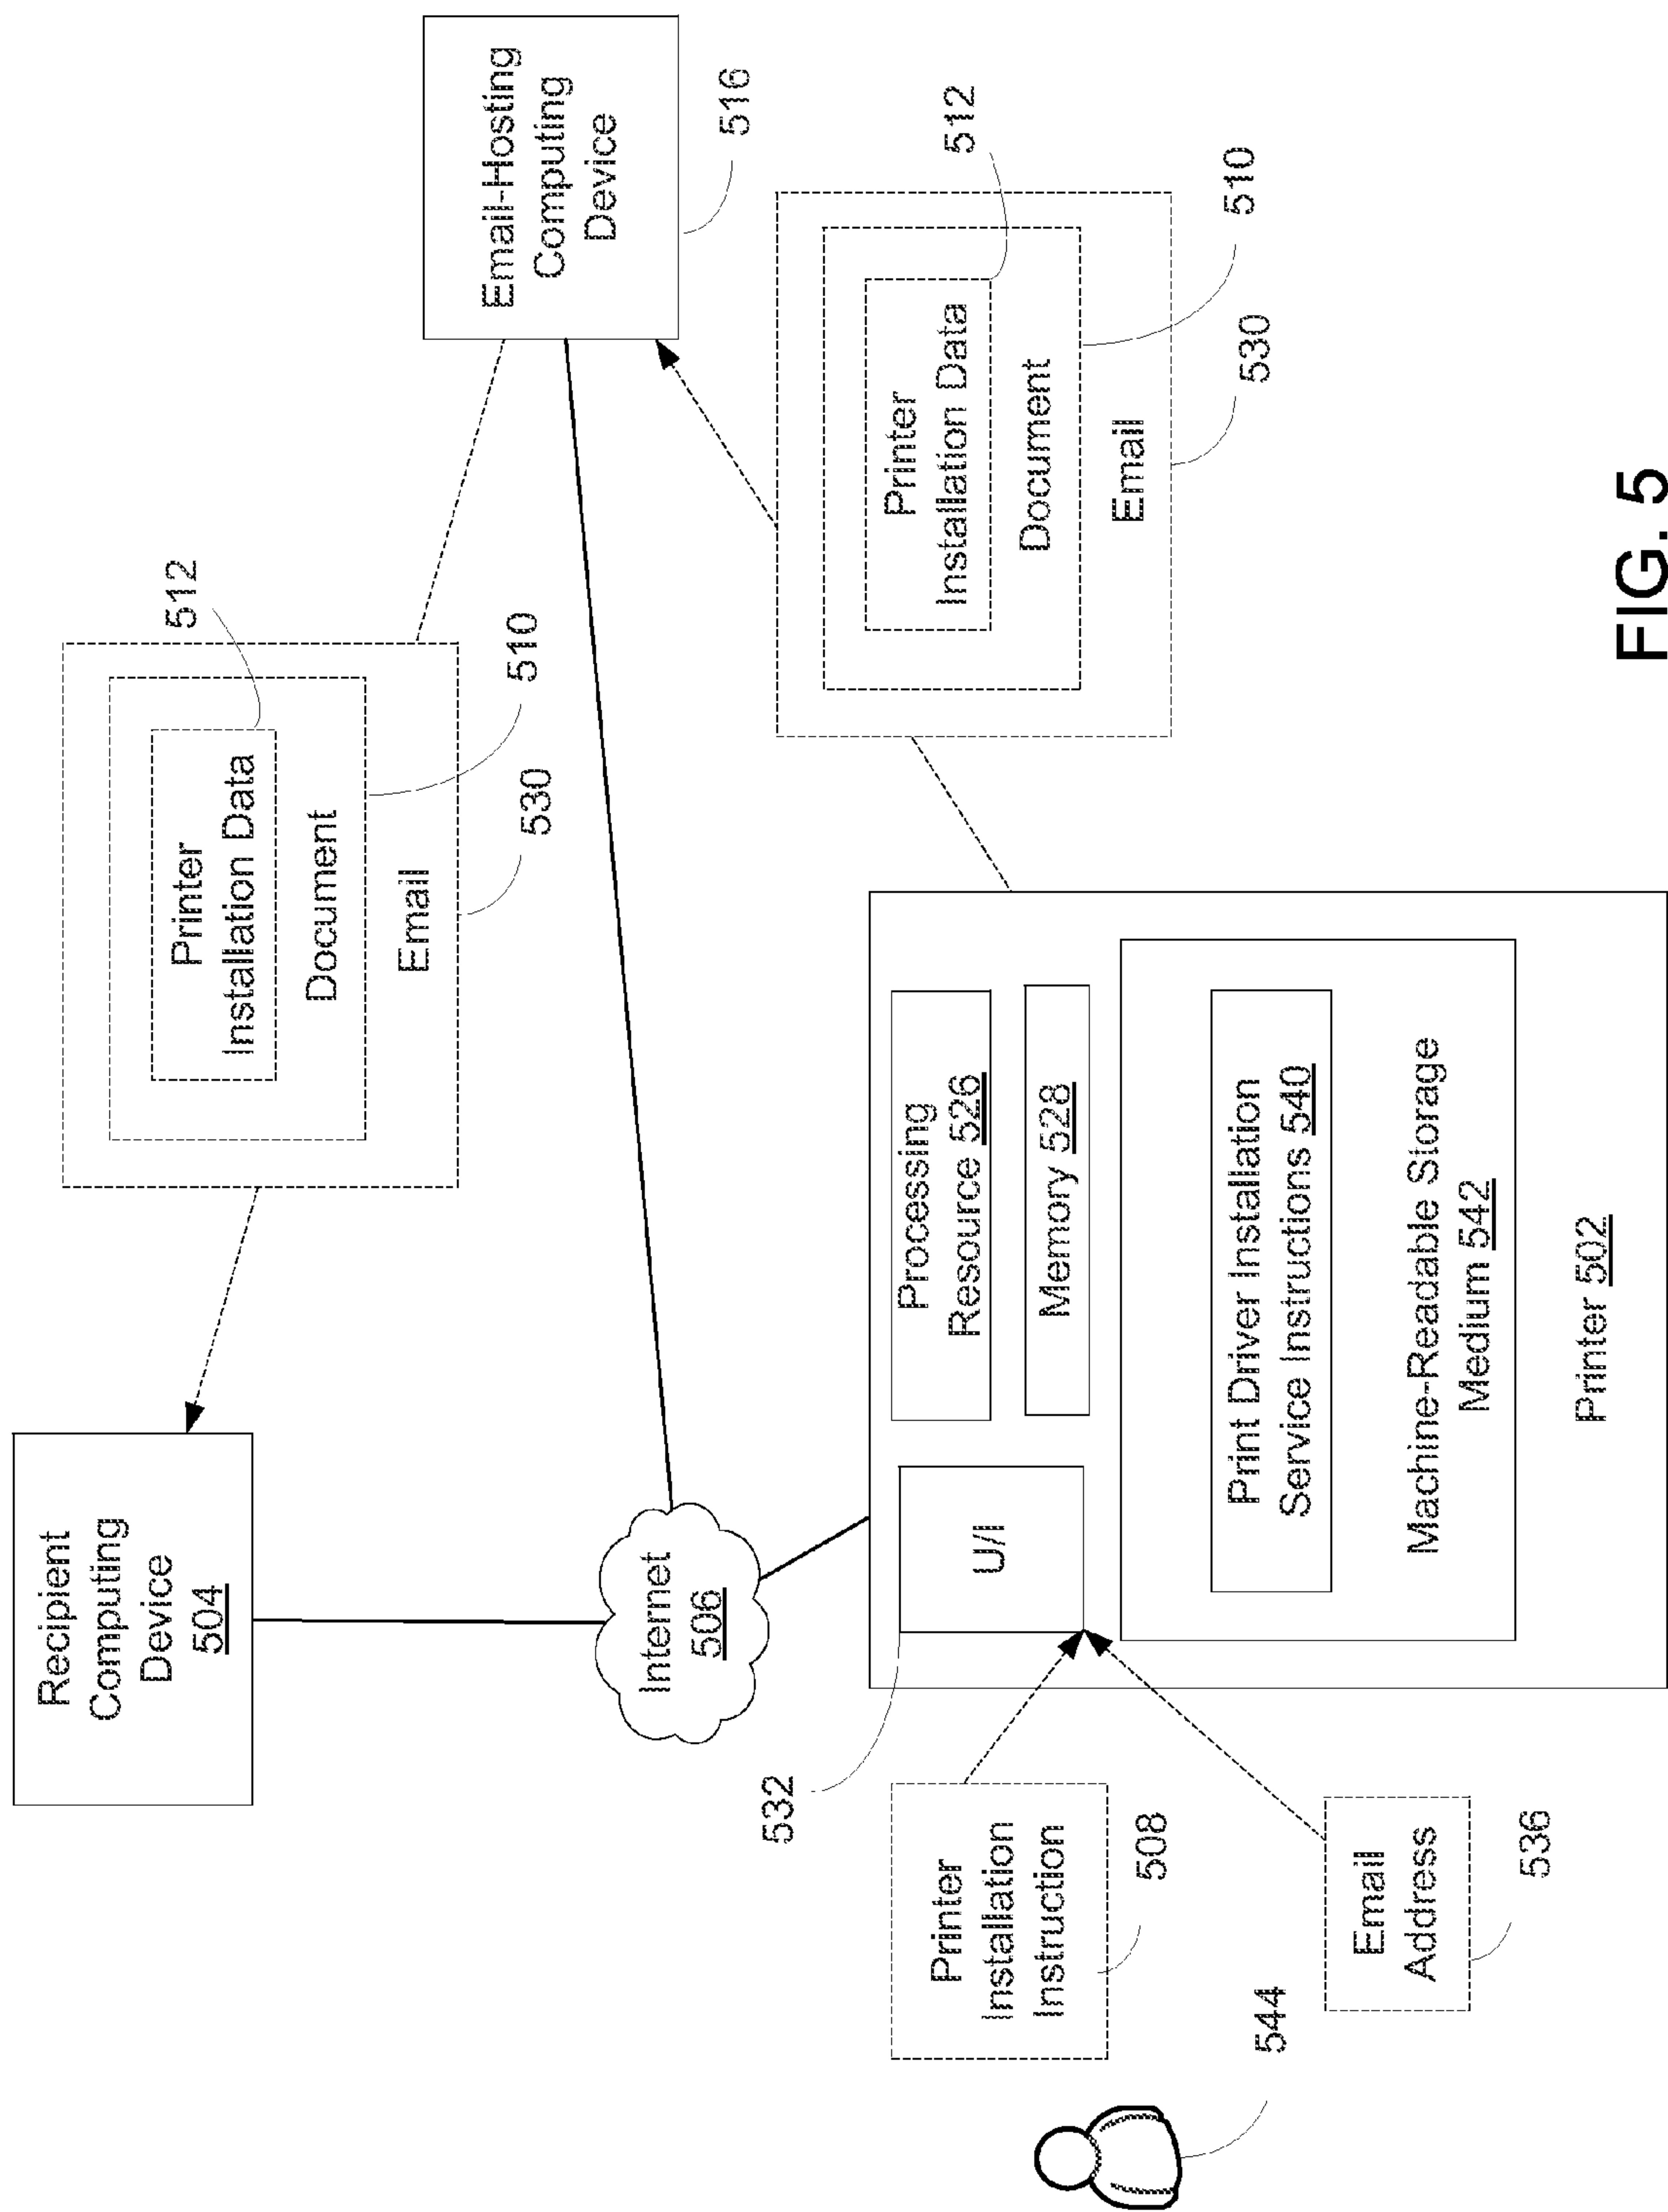 Recipient
Computing
Device
504
Printer
Installation Data
Document
Email
512
510
530
Email-Hosting
Computing
Device
516
Internet
506
532
Printer
Installation
Instruction
508
544
Email
Address
536
U/I
Processing
Resource 526
Memory 528
Print Driver Installation
Service Instructions 540
Machine-Readable Storage
Medium 542
Printer 502
Printer
Installation Data
Document
Email
512
510
530
FIG. 5